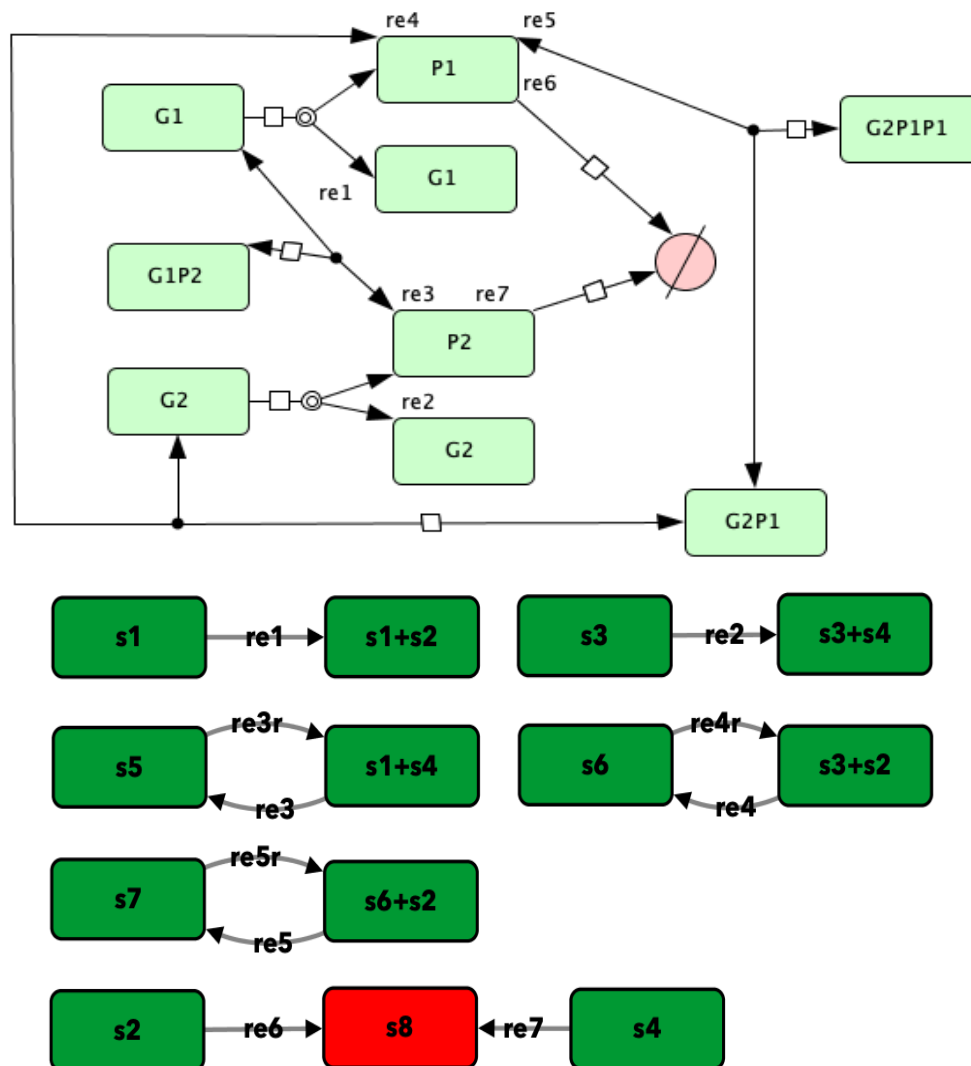 re4
re5
P1
re6
G1
G2P1P1
G1
re1
G1P2
re3
re7
P2
G2
re2
G2
G2P1
s1
re1
s1+s2
s3
re2
s3+s4
re3r
s5
s1+s4
re3
re4r
s6
s3+s2
re4
re5r
s7
s6+s2
re5
s2
re6
s8
re7
s4